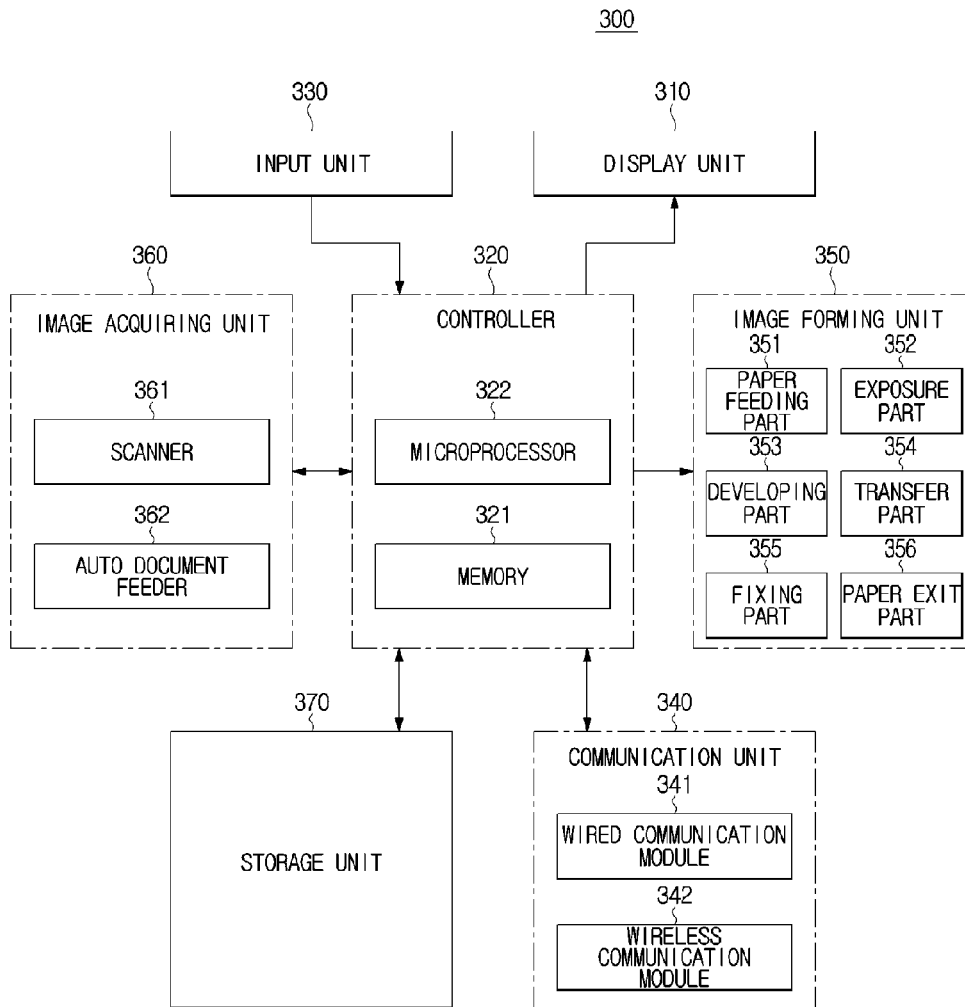 300
330
310
INPUT UNIT
DISPLAY UNIT
360
320
350
IMAGE ACQUIRING UNIT
CONTROLLER
IMAGE FORMING UNIT
351
352
PAPER
FEEDING
PART
EXPOSURE
PART
361
322
SCANNER
MICROPROCESSOR
353
354
DEVELOPING
PART
TRANSFER
PART
362
321
AUTO DOCUMENT
FEEDER
MEMORY
355
356
FIXING
PART
PAPER EXIT
PART
370
340
STORAGE UNIT
COMMUNICATION UNIT
341
WIRED COMMUNICATION
MODULE
342
WIRELESS
COMMUNICATION
MODULE